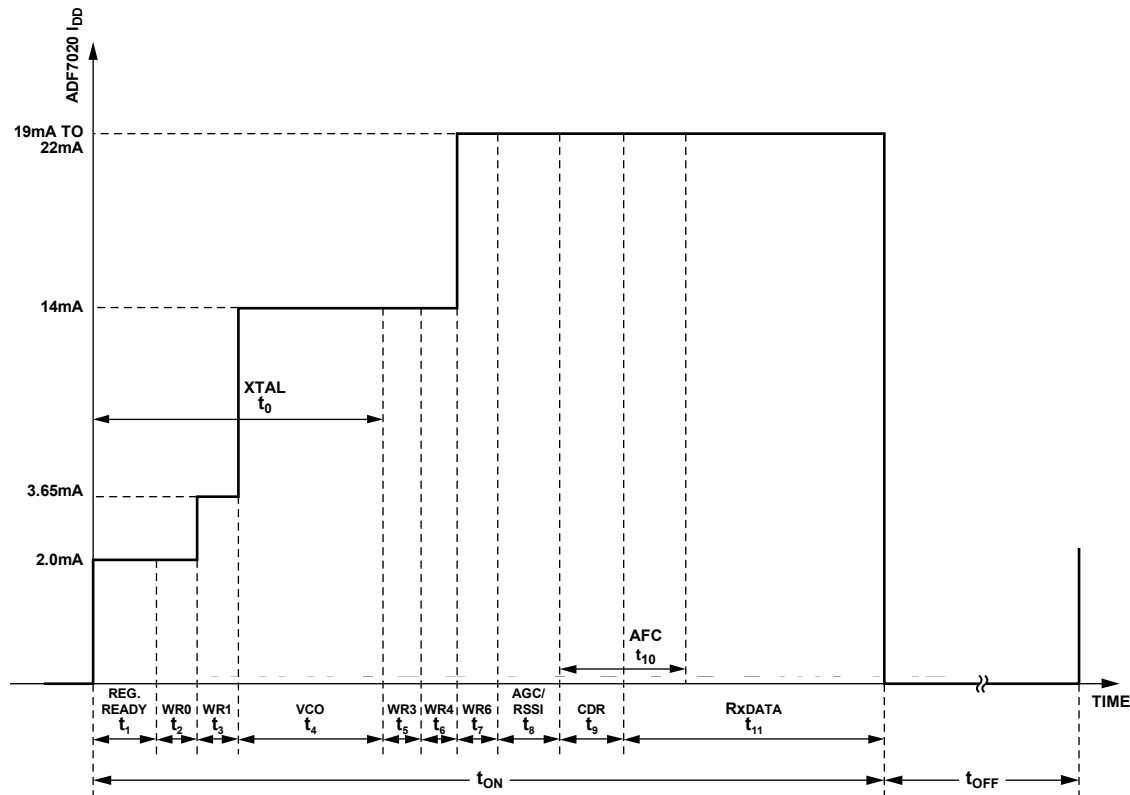 ADF7020 IDD
19mA TO
22mA
14mA
XTAL
t0
3.65mA
2.0mA
AFC
t10
REG.
READY
t1
WR0
t2
WR1
t3
VCO
t4
WR3
t5
WR4
t6
WR6
t7
AGC/
RSSI
t8
CDR
t9
RxDATA
t11
TIME
tON
tOFF